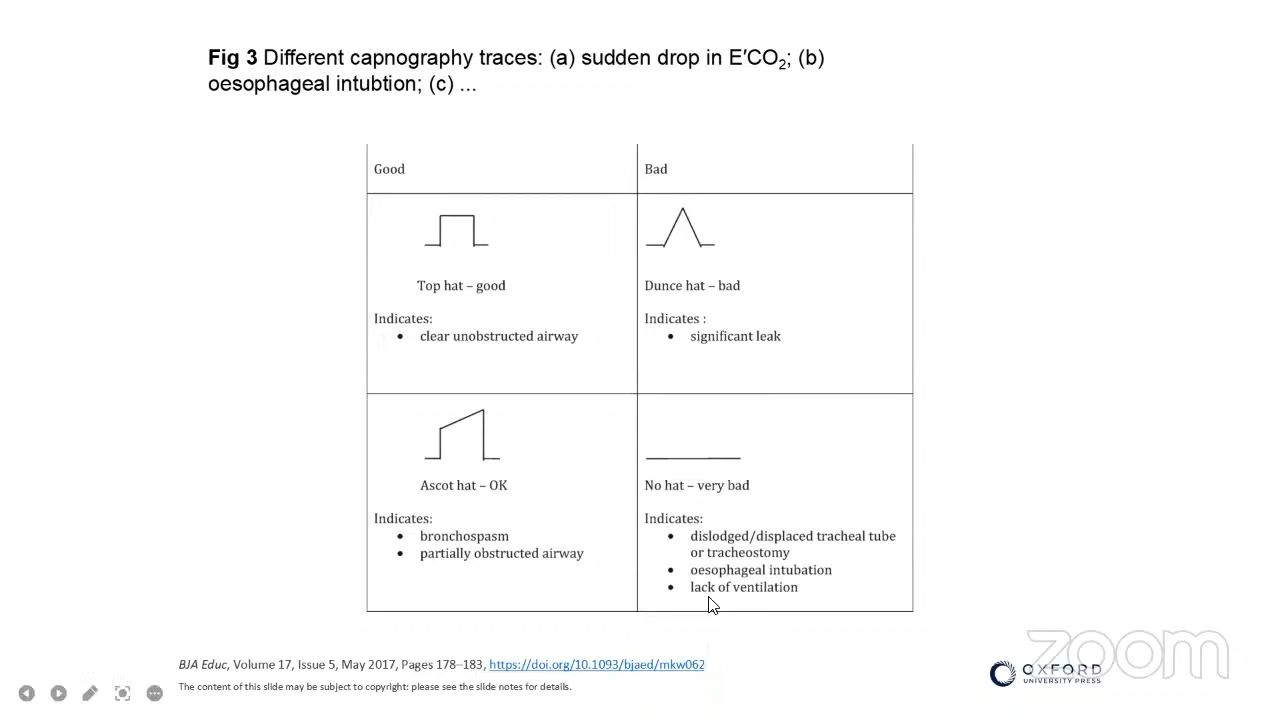 Fig 3 Different capnography traces: (a) sudden drop in E′CO₂; (b)
oesophageal intubtion; (c) ...
Good
Bad
Top hat – good
Dunce hat – bad
Indicates:
• clear unobstructed airway
Indicates :
• significant leak
Ascot hat – OK
No hat – very bad
Indicates:
• bronchospasm
• partially obstructed airway
Indicates:
• dislodged/displaced tracheal tube
or tracheostomy
• oesophageal intubation
• lack of ventilation
BJA Educ, Volume 17, Issue 5, May 2017, Pages 178–183, https://doi.org/10.1093/bjaed/mkw062
The content of this slide may be subject to copyright: please see the slide notes for details.
OXFORD
UNIVERSITY PRESS
zoom